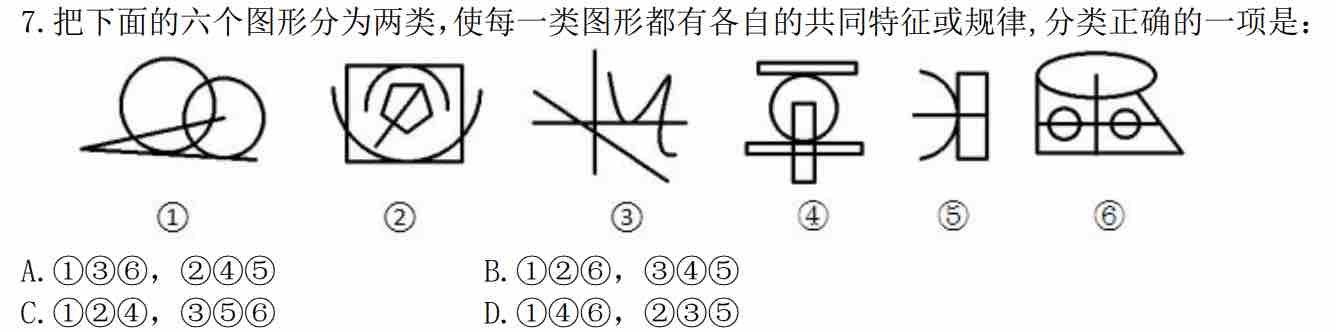 7.把下面的六个图形分为两类,使每一类图形都有各自的共同特征或规律,分类正确的一项是:
① ② ③ ④ ⑤ ⑥
A.①③⑥, ②④⑤ B.①②⑥, ③④⑤
C.①②④, ③⑤⑥ D.①④⑥, ②③⑤